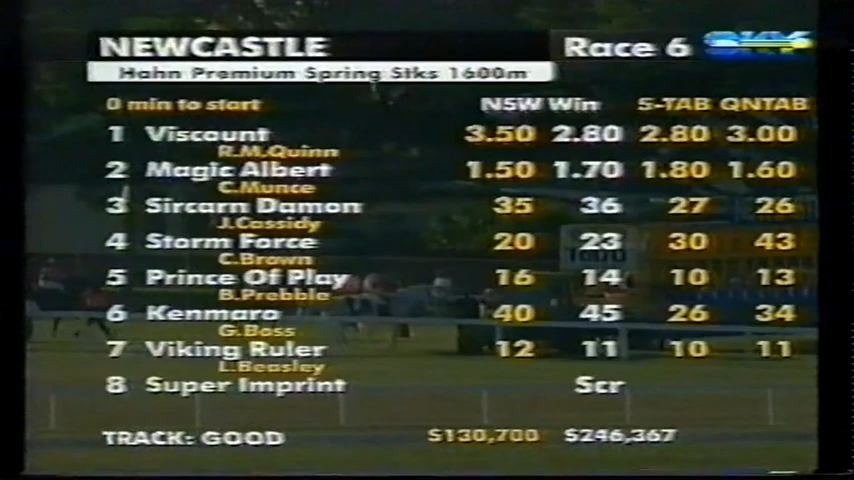 NEWCASTLE Race 6 SKY
Hahn Premium Spring Stks 1600m
0 min to start NSW Win S-TAB QNTAB
1 Viscount 3.50 2.80 2.80 3.00
R.M.Quinn
2 Magic Albert 1.50 1.70 1.80 1.60
C.Munce
3 Sircarn Damon 35 36 27 26
J.Cassidy
4 Storm Force 20 23 30 43
C.Brown
5 Prince Of Play 16 14 10 13
B.Prebble
6 Kenmaro 40 45 26 34
G.Boss
7 Viking Ruler 12 11 10 11
L.Beasley
8 Super Imprint Scr
TRACK: GOOD $130,700 $246,367